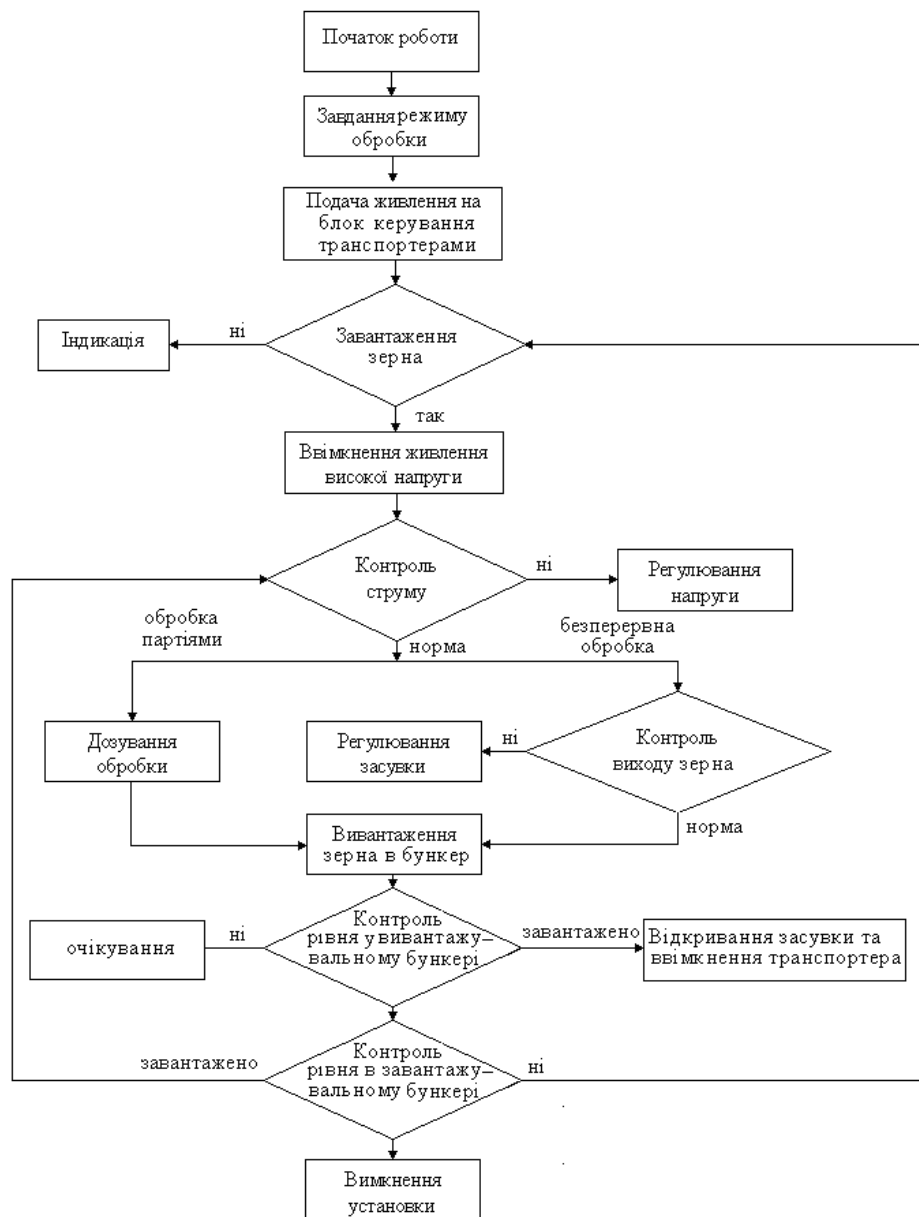 Початок роботи
Завдання режиму
обробки
Подача живлення на
блок керування
транспортерами
Індикація
ні
Завантаження
зерна
так
Ввімкнення живлення
високої напруги
Контроль
струму
ні
Регулювання
напруги
обробка
партіями
норма
безперервна
обробка
Дозування
обробки
Регулювання
засувки
ні
Контроль
виходу зерна
норма
Вивантаження
зерна в бункер
очікування
ні
Контроль
рівня у вивантажу–
вальному бункері
завантажено
Відкривання засувки та
ввімкнення транспортера
завантажено
Контроль
рівня в завантажу–
вальному бункері
ні
Вимкнення
установки